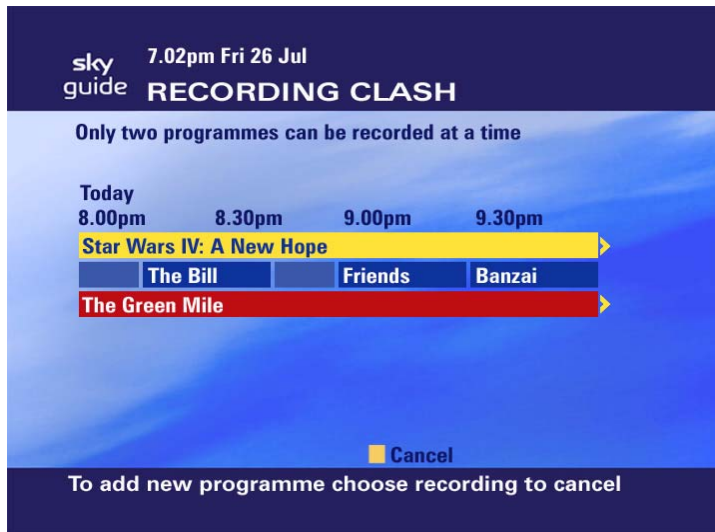 sky
guide
7.02pm Fri 26 Jul
RECORDING CLASH
Only two programmes can be recorded at a time
Today
8.00pm 8.30pm 9.00pm 9.30pm
Star Wars IV: A New Hope
The Bill Friends Banzai
The Green Mile
Cancel
To add new programme choose recording to cancel